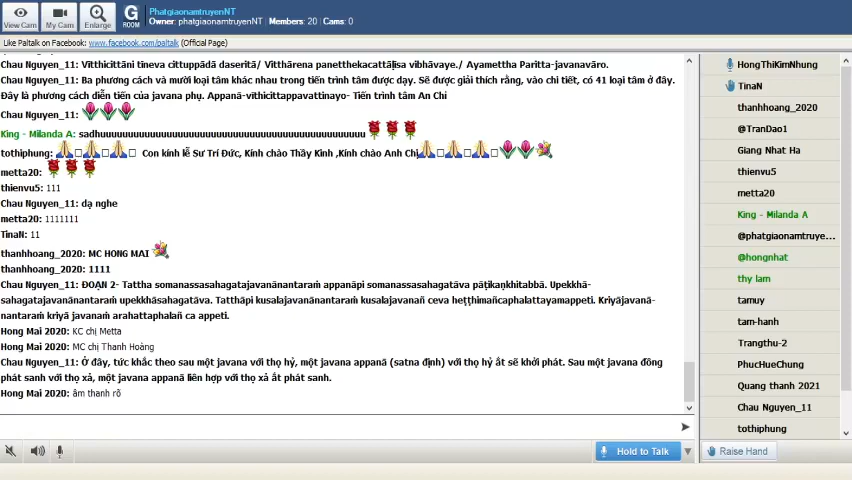 View Cam
My Cam
Enlarge
G
ROOM
PhatgiaonamtruyenNT
Owner: phatgiaonamtruyenNT | Members: 20 | Cams: 0
Like Paltalk on Facebook: www.facebook.com/paltalk (Official Page)
Chau Nguyen_11: Vitthicittāni tīneva cittuppādā daseritā/ Vitthārena panetthekacattālīsa vibhāvaye./ Ayamettha Paritta-javanavāro.
Chau Nguyen_11: Ba phương cách và mười loại tâm khác nhau trong tiến trình tâm được dạy. Sẽ được giải thích rằng, vào chi tiết, có 41 loại tâm ở đây.
Đây là phương cách diễn tiến của javana phụ. Appanā-vīthicittappavattinayo- Tiến trình tâm An Chỉ
Chau Nguyen_11:
King - Milanda A: sadhuuuuuuuuuuuuuuuuuuuuuuuuuuuuuuuuuuuuuuuuuuuuuuuu
tothiphung: Con kính lễ Sư Trí Đức, Kính chào Thầy Kinh ,Kính chào Anh Chị
metta20:
thienvu5: 111
Chau Nguyen_11: dạ nghe
metta20: 1111111
TinaN: 11
thanhhoang_2020: MC HONG MAI
thanhhoang_2020: 1111
Chau Nguyen_11: ĐOẠN 2- Tattha somanassasahagatajavanānantaraṁ appanāpi somanassasahagatāva pāṭikaṇkhitabbā. Upekkhā-
sahagatajavanānantaraṁ upekkhāsahagatāva. Tatthāpi kusalajavanānantaraṁ kusalajavanañ ceva heṭṭhimañcaphalattayamappeti. Kriyājavanā-
nantaraṁ kriyā javanaṁ arahattaphalañ ca appeti.
Hong Mai 2020: KC chị Metta
Hong Mai 2020: MC chị Thanh Hoàng
Chau Nguyen_11: Ở đây, tức khắc theo sau một javana với thọ hỷ, một javana appanā (satna định) với thọ hỷ ắt sẽ khởi phát. Sau một javana đồng
phát sanh với thọ xả, một javana appanā liên hợp với thọ xả ắt phát sanh.
Hong Mai 2020: âm thanh rõ
Hold to Talk
HongThiKimNhung
TinaN
thanhhoang_2020
@TranDao1
Giang Nhat Ha
thienvu5
metta20
King - Milanda A
@phatgiaonamtruye...
@hongnhat
thy lam
tamuy
tam-hanh
Trangthu-2
PhucHueChung
Quang thanh 2021
Chau Nguyen_11
tothiphung
Raise Hand